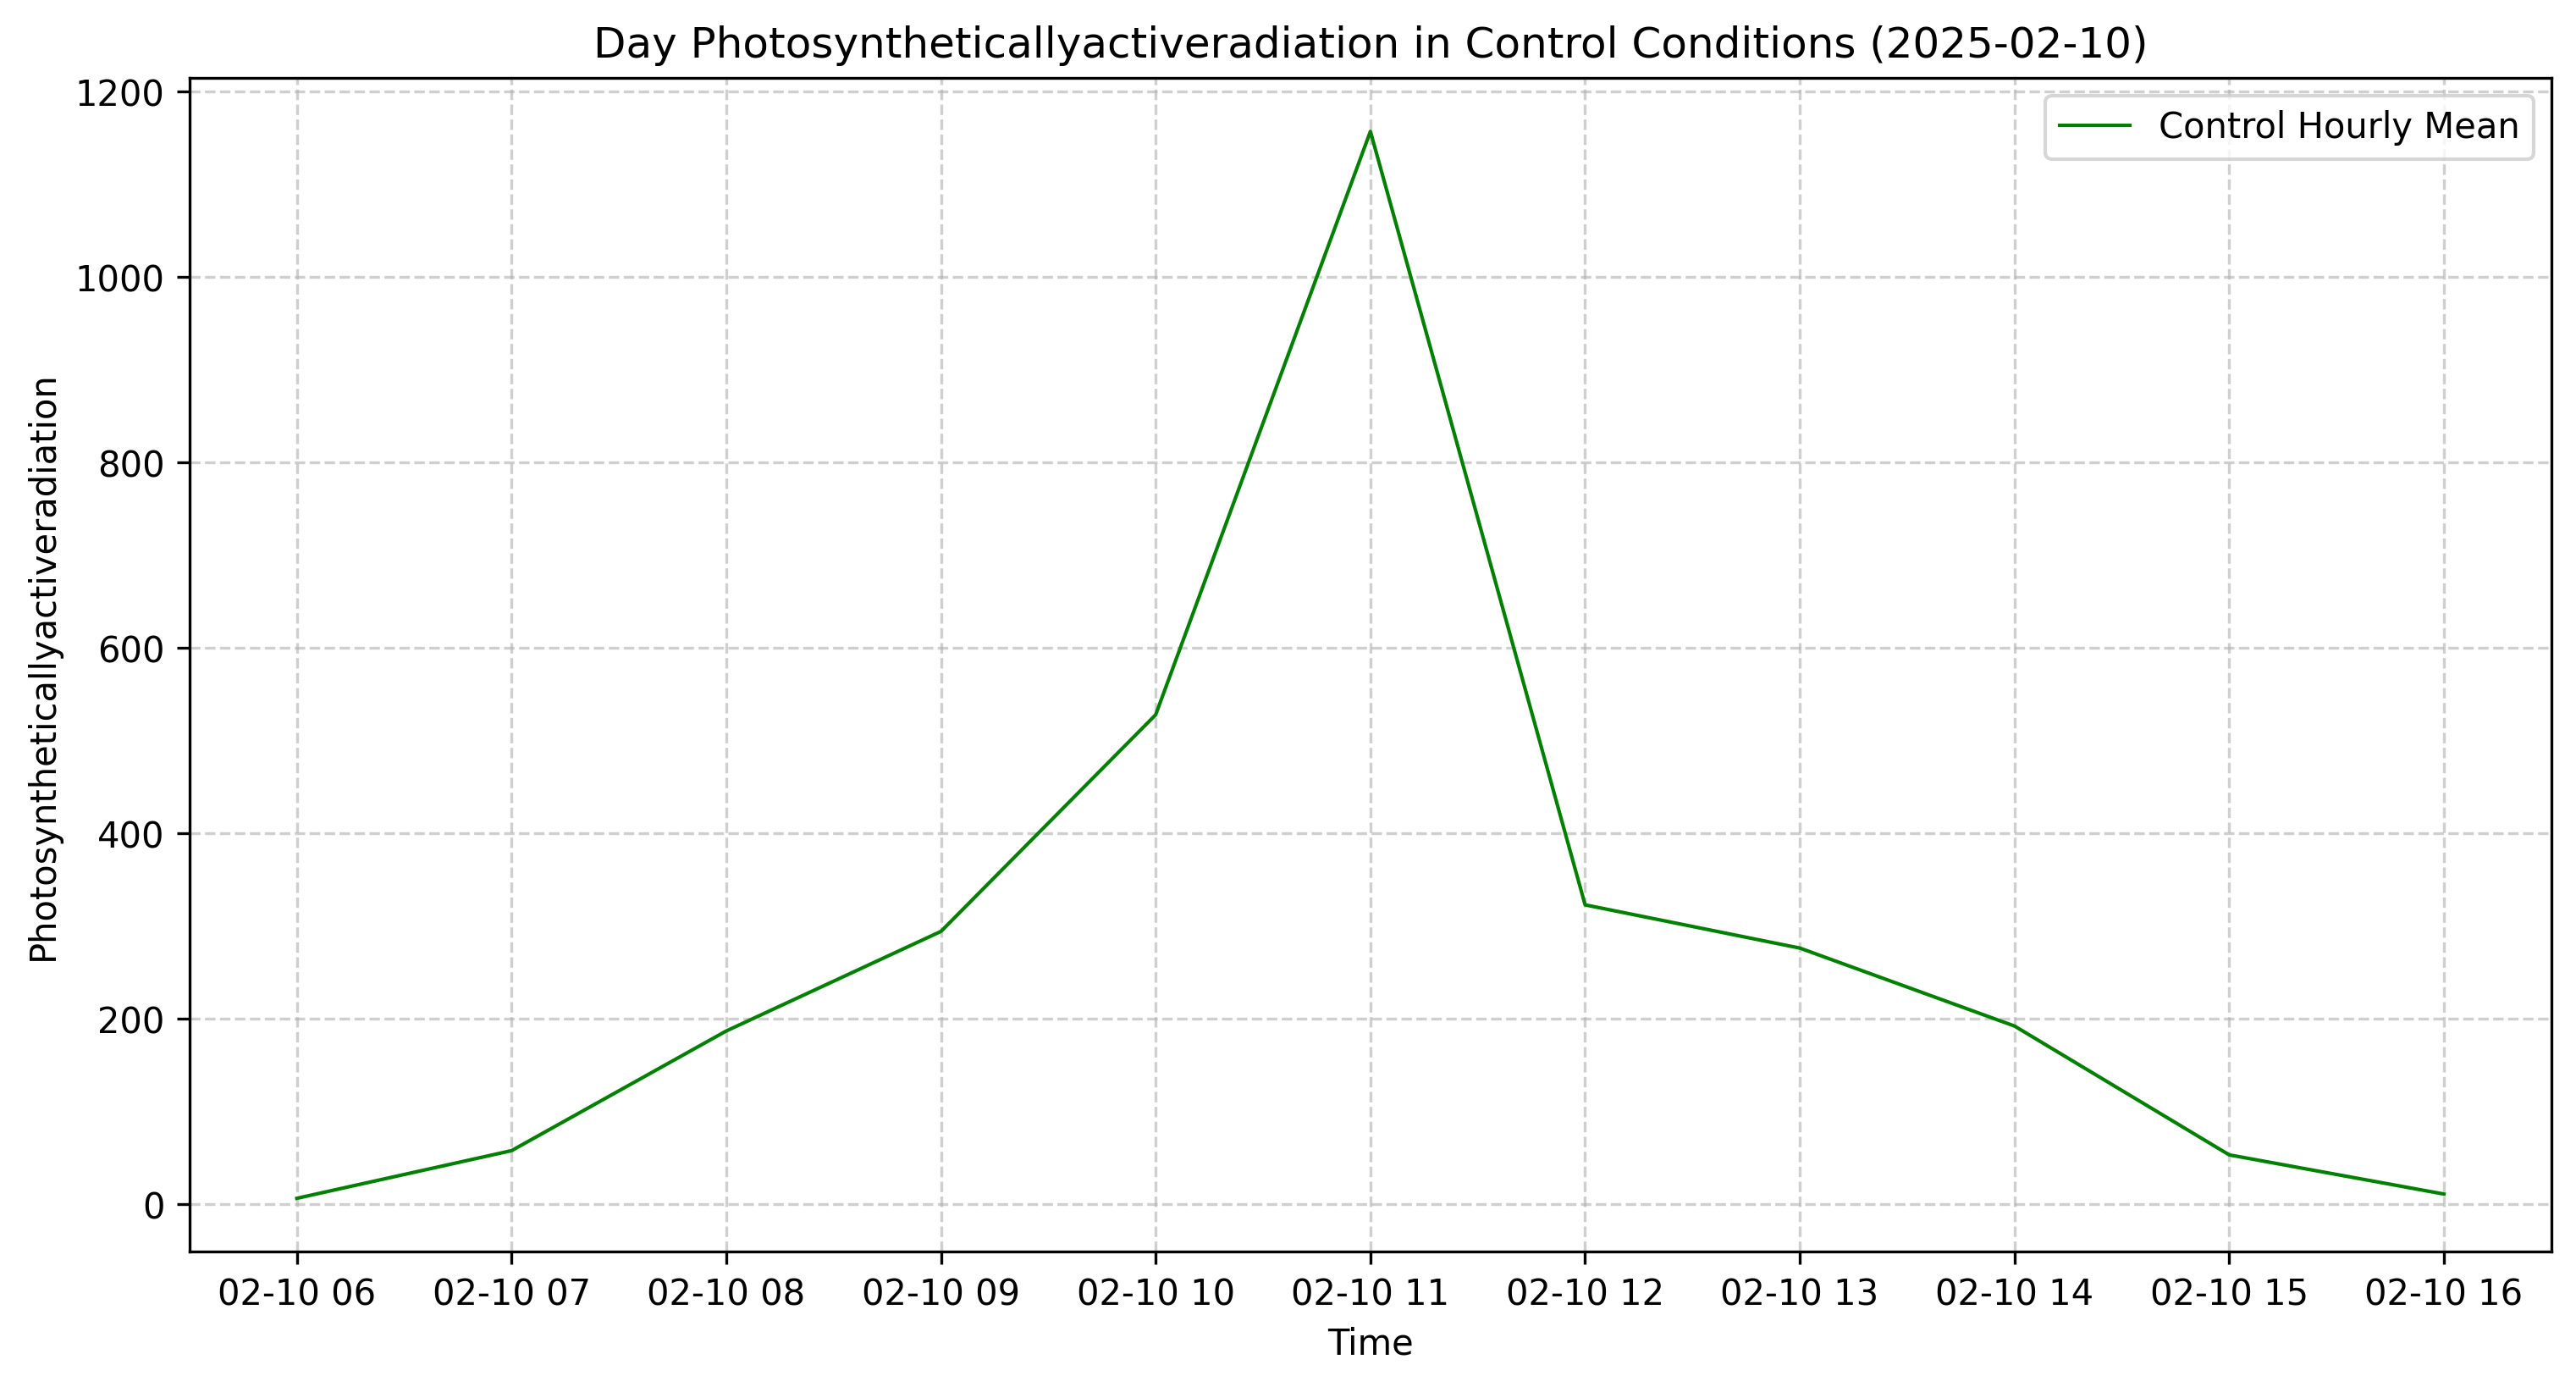 Day Photosyntheticallyactiveradiation in Control Conditions (2025-02-10)
Control Hourly Mean
Photosyntheticallyactiveradiation
1200
1000
800
600
400
200
0
02-10 06 02-10 07 02-10 08 02-10 09 02-10 10 02-10 11 02-10 12 02-10 13 02-10 14 02-10 15 02-10 16
Time